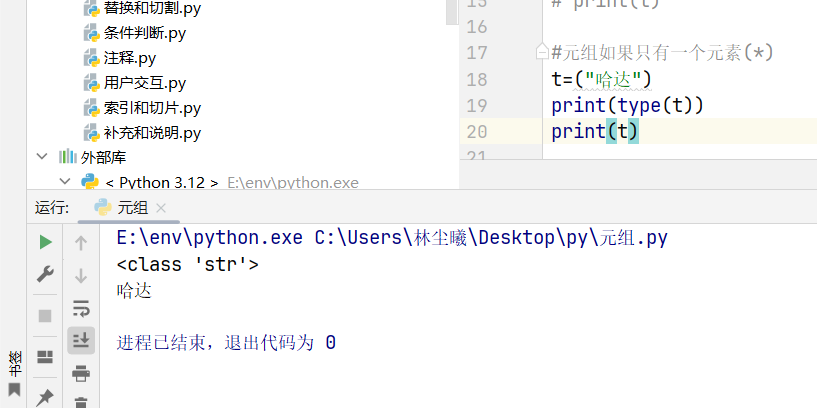 替换和切割.py
条件判断.py
注释.py
用户交互.py
索引和切片.py
补充和说明.py
外部库
< Python 3.12 > E:\env\python.exe
15 # print(t)
16
17 #元组如果只有一个元素(*)
18 t=("哈达")
19 print(type(t))
20 print(t)
21
运行: 元组
E:\env\python.exe C:\Users\林尘曦\Desktop\py\元组.py
<class 'str'>
哈达
进程已结束，退出代码为 0
书签